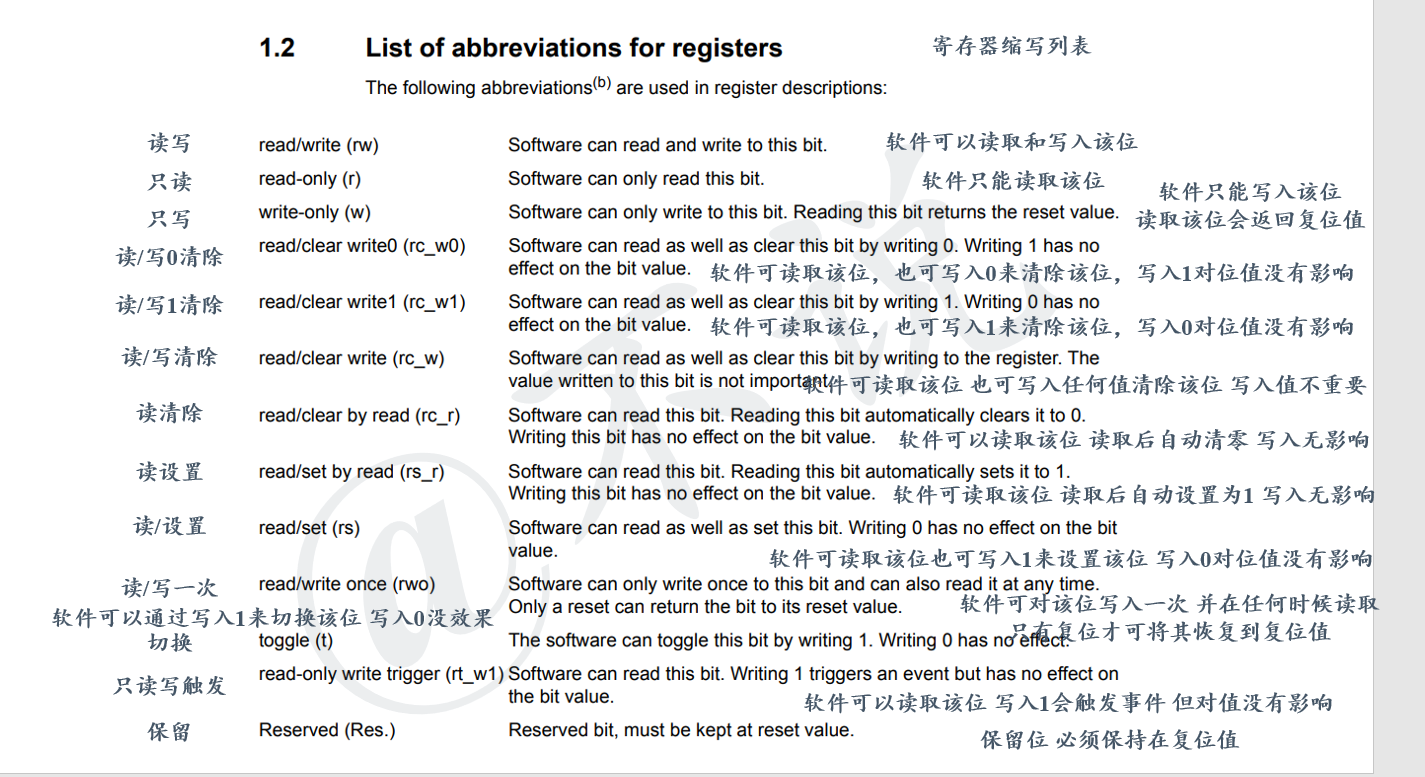 1.2 List of abbreviations for registers 寄存器缩写列表
The following abbreviations(b) are used in register descriptions:
读写 read/write (rw) Software can read and write to this bit. 软件可以读取和写入该位
只读 read-only (r) Software can only read this bit. 软件只能读取该位
软件只能写入该位
只写 write-only (w) Software can only write to this bit. Reading this bit returns the reset value. 读取该位会返回复位值
读/写0清除 read/clear write0 (rc_w0) Software can read as well as clear this bit by writing 0. Writing 1 has no
effect on the bit value. 软件可读取该位，也可写入0来清除该位，写入1对位值没有影响
读/写1清除 read/clear write1 (rc_w1) Software can read as well as clear this bit by writing 1. Writing 0 has no
effect on the bit value. 软件可读取该位，也可写入1来清除该位，写入0对位值没有影响
读/写清除 read/clear write (rc_w) Software can read as well as clear this bit by writing to the register. The
value written to this bit is not important. 软件可读取该位 也可写入任何值清除该位 写入值不重要
读清除 read/clear by read (rc_r) Software can read this bit. Reading this bit automatically clears it to 0.
Writing this bit has no effect on the bit value. 软件可以读取该位 读取后自动清零 写入无影响
读设置 read/set by read (rs_r) Software can read this bit. Reading this bit automatically sets it to 1.
Writing this bit has no effect on the bit value. 软件可读取该位 读取后自动设置为1 写入无影响
读/设置 read/set (rs) Software can read as well as set this bit. Writing 0 has no effect on the bit
value. 软件可读取该位也可写入1来设置该位 写入0对位值没有影响
读/写一次 read/write once (rwo) Software can only write once to this bit and can also read it at any time.
Only a reset can return the bit to its reset value. 软件可对该位写入一次 并在任何时候读取
软件可以通过写入1来切换该位 写入0没效果
只有复位才可将其恢复到复位值
切换 toggle (t) The software can toggle this bit by writing 1. Writing 0 has no effect.
只读写触发 read-only write trigger (rt_w1) Software can read this bit. Writing 1 triggers an event but has no effect on
the bit value. 软件可以读取该位 写入1会触发事件 但对值没有影响
保留 Reserved (Res.) Reserved bit, must be kept at reset value. 保留位 必须保持在复位值
@不说